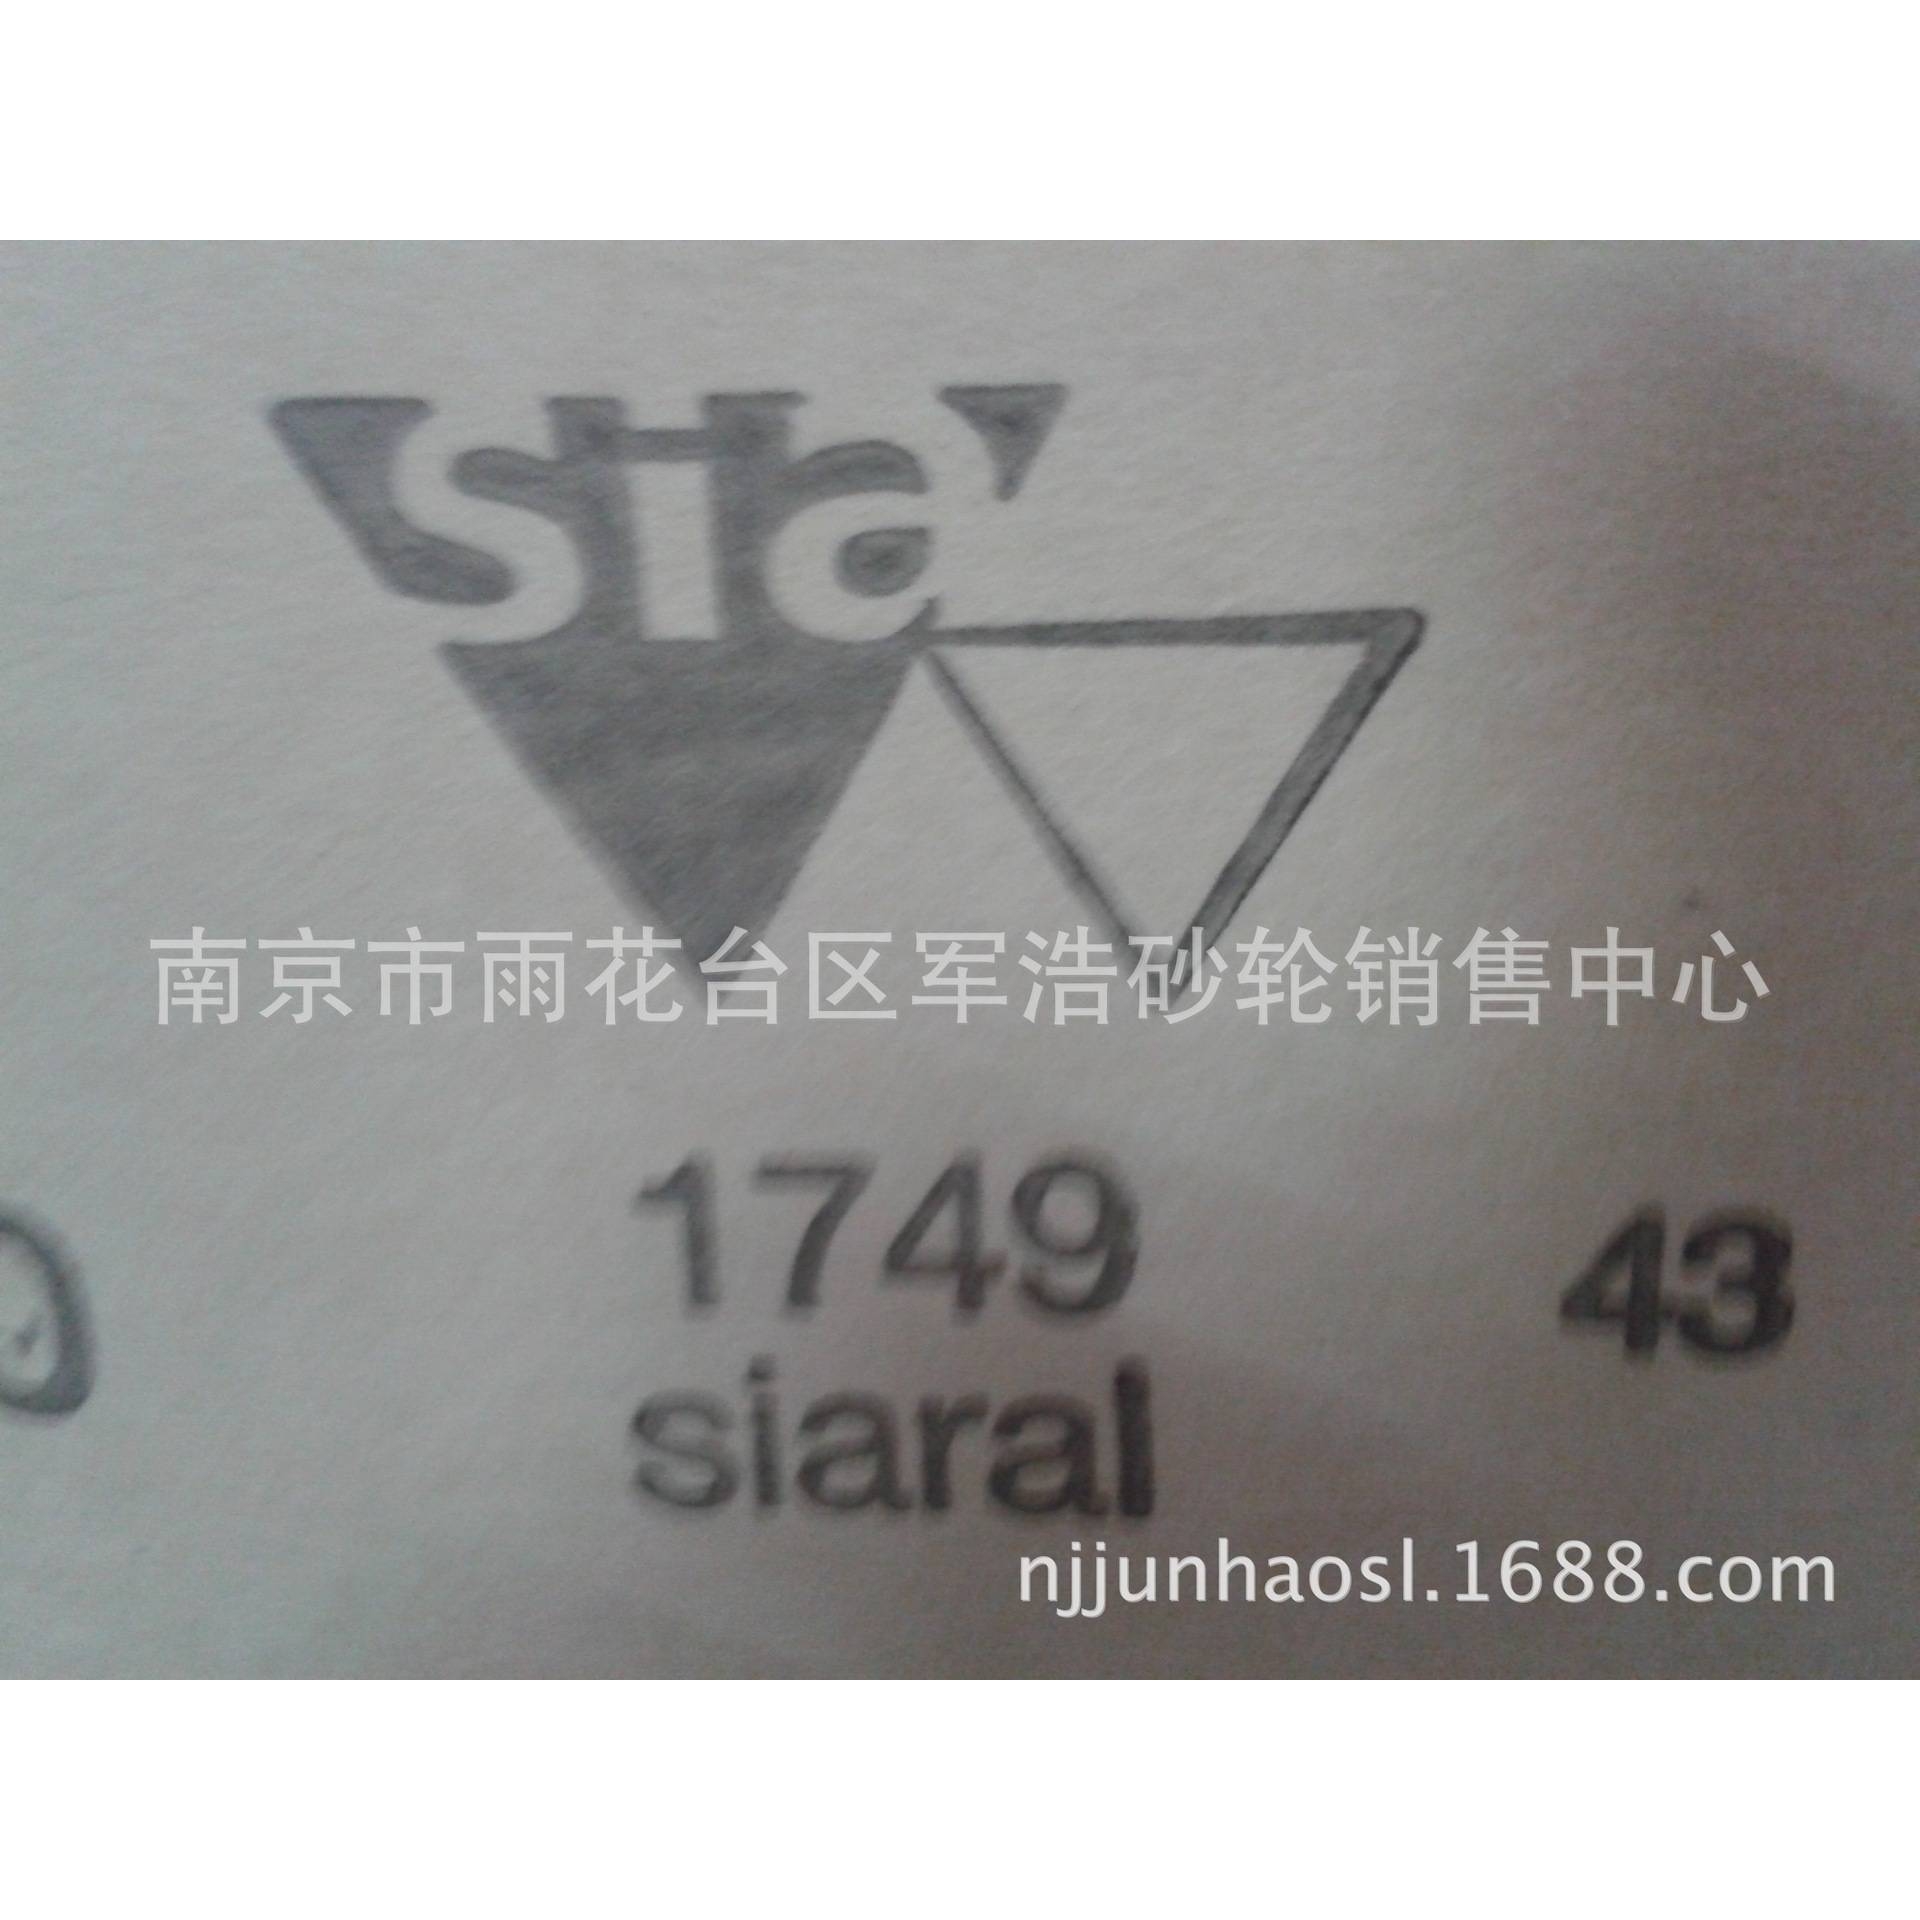 sia
南京市雨花台区军浩砂轮销售中心
1749
43
siaral
njjunhaosl.1688.com